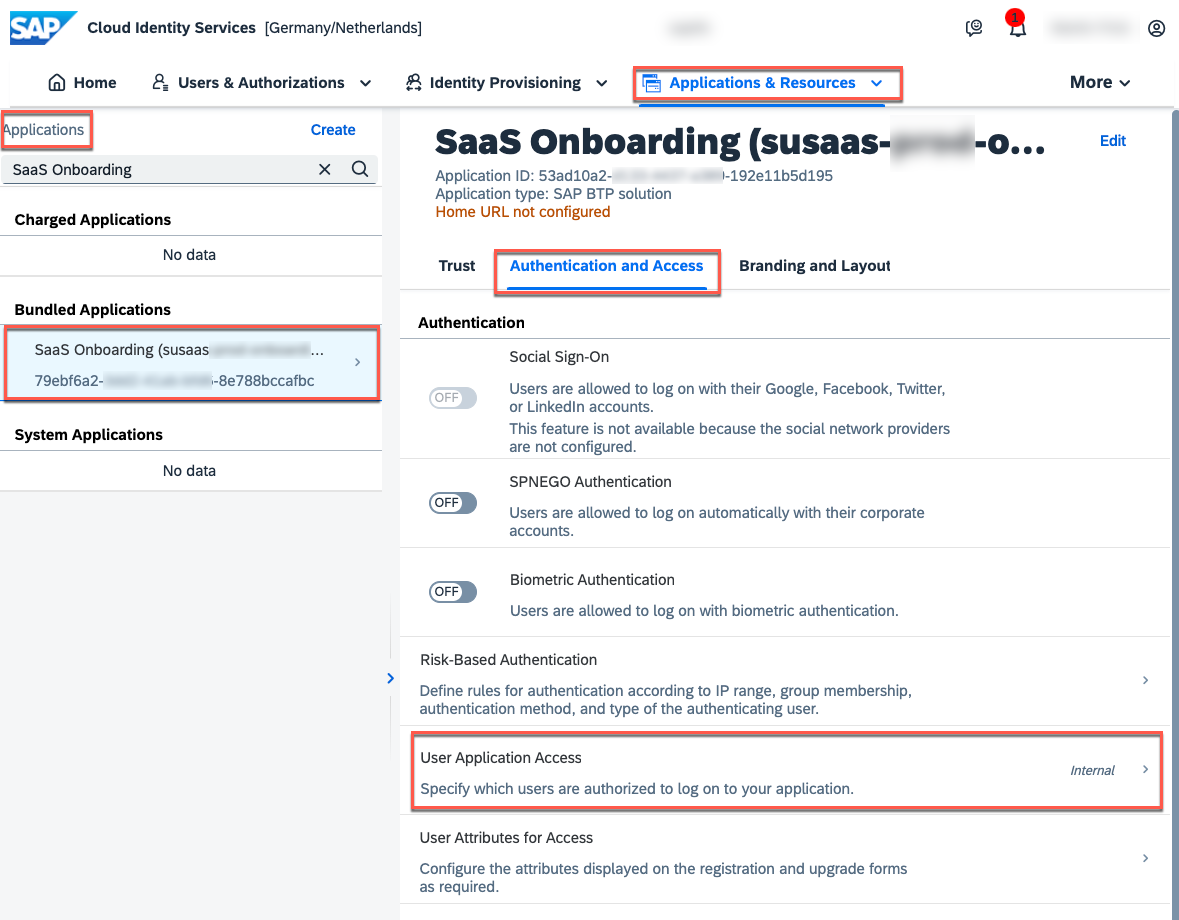 SAP Cloud Identity Services [Germany/Netherlands]
1
Home Users & Authorizations Identity Provisioning Applications & Resources More
Applications
Create
SaaS Onboarding
Charged Applications
No data
Bundled Applications
SaaS Onboarding (susaas ...
79ebf6a2- -8e788bccafbc
System Applications
No data
SaaS Onboarding (susaas- -o...
Edit
Application ID: 53ad10a2- -192e11b5d195
Application type: SAP BTP solution
Home URL not configured
Trust Authentication and Access Branding and Layout
Authentication
Social Sign-On
OFF
Users are allowed to log on with their Google, Facebook, Twitter,
or LinkedIn accounts.
This feature is not available because the social network providers
are not configured.
SPNEGO Authentication
OFF
Users are allowed to log on automatically with their corporate
accounts.
Biometric Authentication
OFF
Users are allowed to log on with biometric authentication.
Risk-Based Authentication
Define rules for authentication according to IP range, group membership,
authentication method, and type of the authenticating user.
User Application Access
Internal
Specify which users are authorized to log on to your application.
User Attributes for Access
Configure the attributes displayed on the registration and upgrade forms
as required.